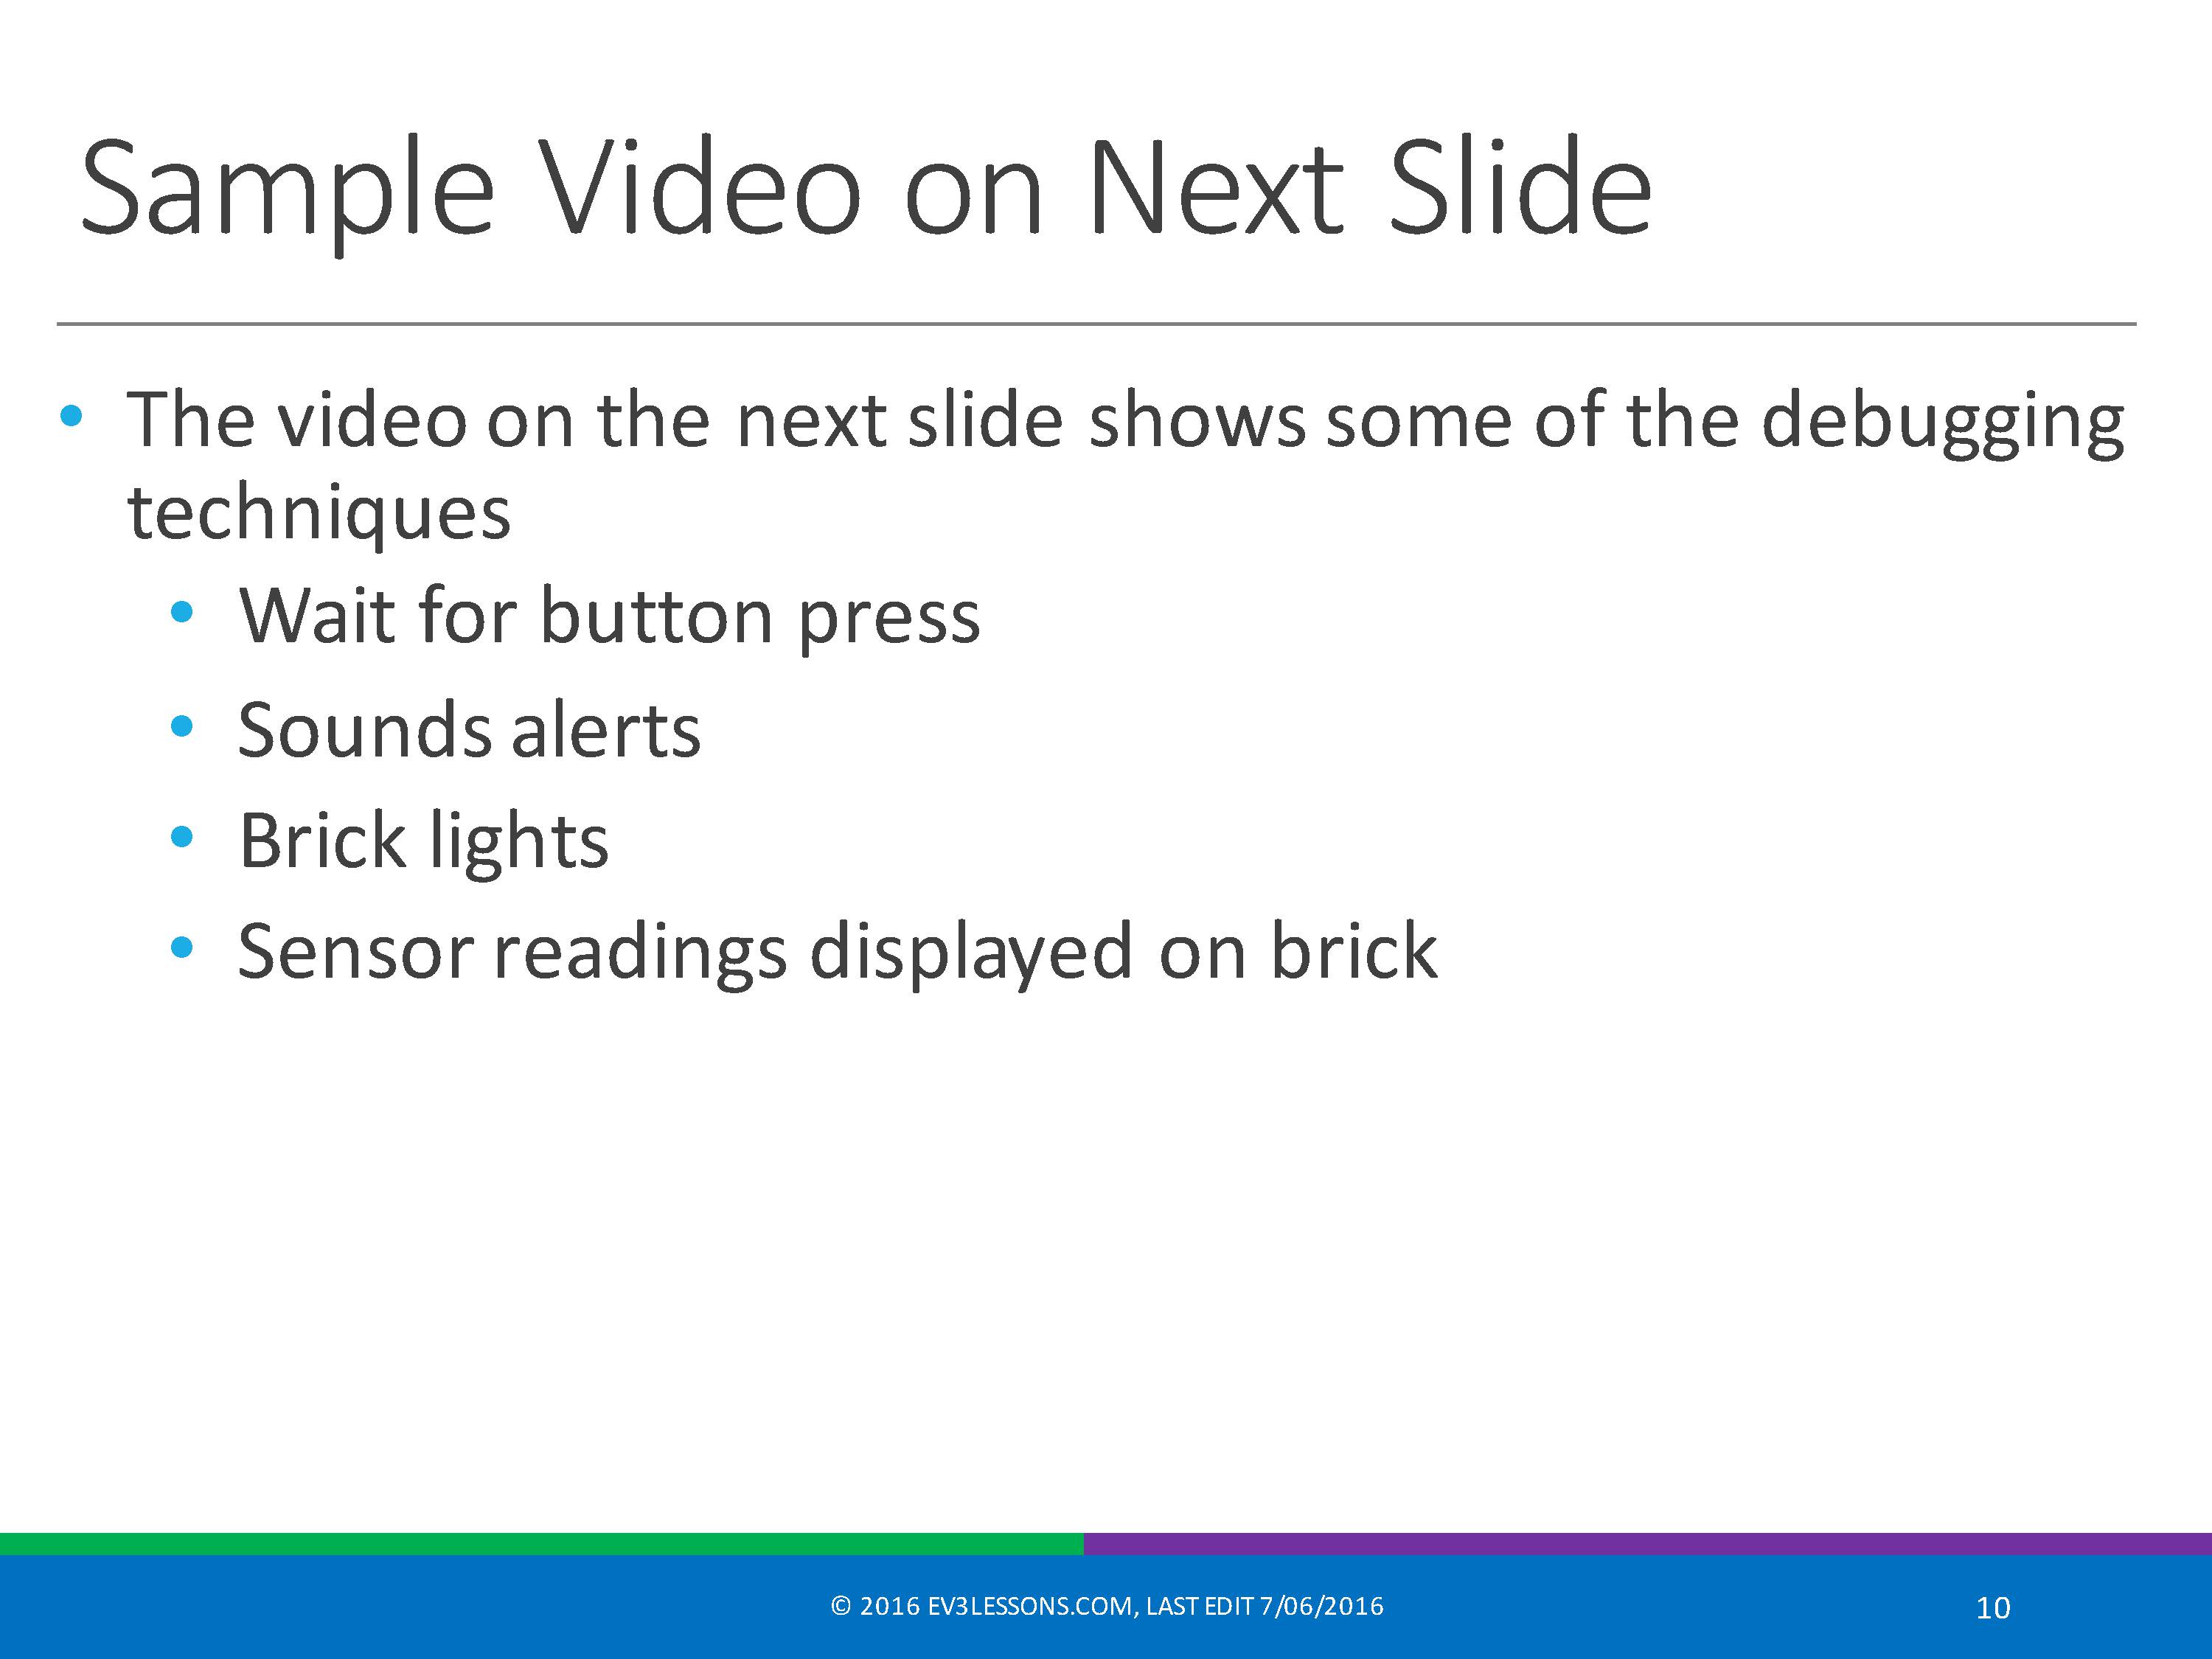 Sample Video on Next Slide
• The video on the next slide shows some of the debugging
techniques
• Wait for button press
• Sounds alerts
• Brick lights
• Sensor readings displayed on brick
© 2016 EV3LESSONS.COM, LAST EDIT 7/06/2016
10